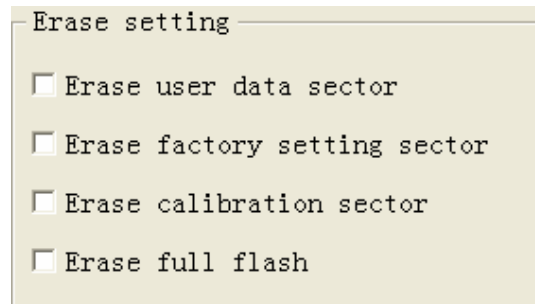 Erase setting
Erase user data sector
Erase factory setting sector
Erase calibration sector
Erase full flash